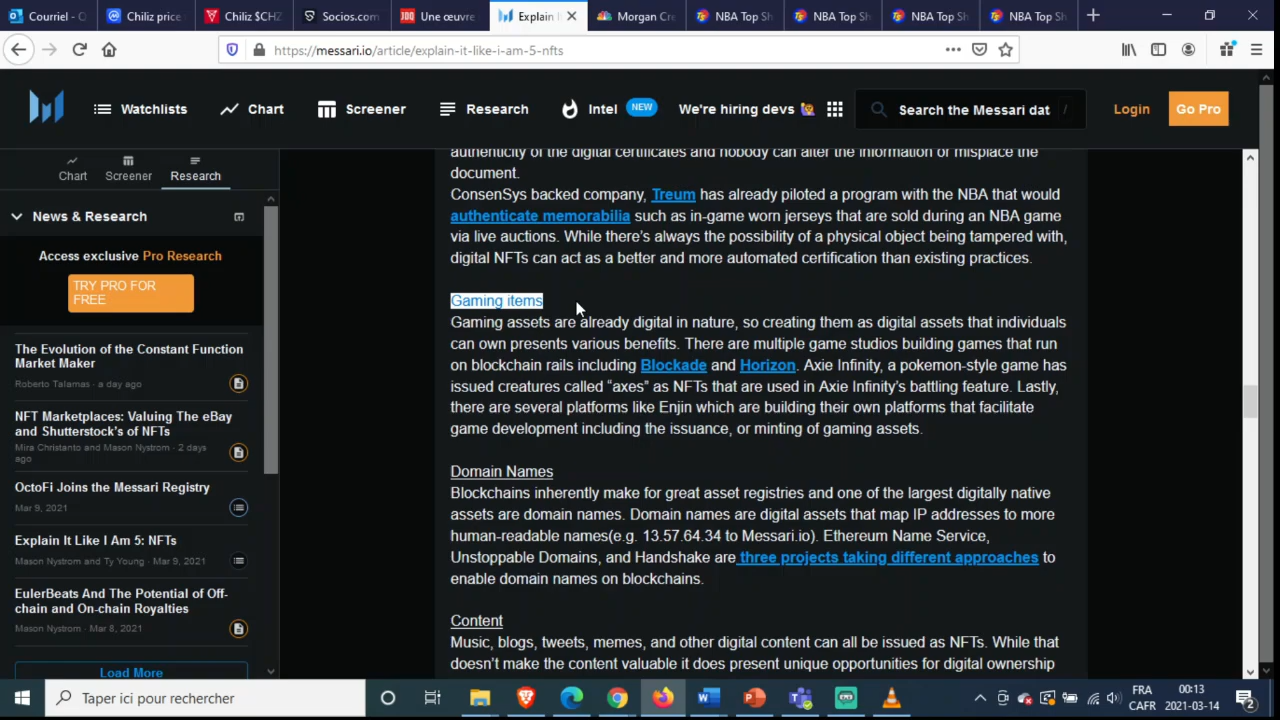 Courriel - O
Chiliz price
Chiliz $CHZ
Socios.com
Une œuvre
Explain I
Morgan Cre
NBA Top Sh
NBA Top Sh
NBA Top Sh
NBA Top Sh
https://messari.io/article/explain-it-like-i-am-5-nfts
Watchlists
Chart
Screener
Research
Intel NEW
We're hiring devs 🙋
Search the Messari dat /
Login
Go Pro
Chart
Screener
Research
News & Research
Access exclusive Pro Research
TRY PRO FOR
FREE
The Evolution of the Constant Function
Market Maker
Roberto Talamas - a day ago
NFT Marketplaces: Valuing The eBay
and Shutterstock's of NFTs
Mira Christanto and Mason Nystrom · 2 days
ago
OctoFi Joins the Messari Registry
Mar 9, 2021
Explain It Like I Am 5: NFTs
Mason Nystrom and Ty Young · Mar 9, 2021
EulerBeats And The Potential of Off-
chain and On-chain Royalties
Mason Nystrom - Mar 8, 2021
Load More
authenticity of the digital certificates and nobody can alter the information or misplace the
document.
ConsenSys backed company, Treum has already piloted a program with the NBA that would
authenticate memorabilia such as in-game worn jerseys that are sold during an NBA game
via live auctions. While there's always the possibility of a physical object being tampered with,
digital NFTs can act as a better and more automated certification than existing practices.
Gaming items
Gaming assets are already digital in nature, so creating them as digital assets that individuals
can own presents various benefits. There are multiple game studios building games that run
on blockchain rails including Blockade and Horizon. Axie Infinity, a pokemon-style game has
issued creatures called “axes” as NFTs that are used in Axie Infinity's battling feature. Lastly,
there are several platforms like Enjin which are building their own platforms that facilitate
game development including the issuance, or minting of gaming assets.
Domain Names
Blockchains inherently make for great asset registries and one of the largest digitally native
assets are domain names. Domain names are digital assets that map IP addresses to more
human-readable names(e.g. 13.57.64.34 to Messari.io). Ethereum Name Service,
Unstoppable Domains, and Handshake are three projects taking different approaches to
enable domain names on blockchains.
Content
Music, blogs, tweets, memes, and other digital content can all be issued as NFTs. While that
doesn't make the content valuable it does present unique opportunities for digital ownership
Taper ici pour rechercher
FRA
CAFR
00:13
2021-03-14
2